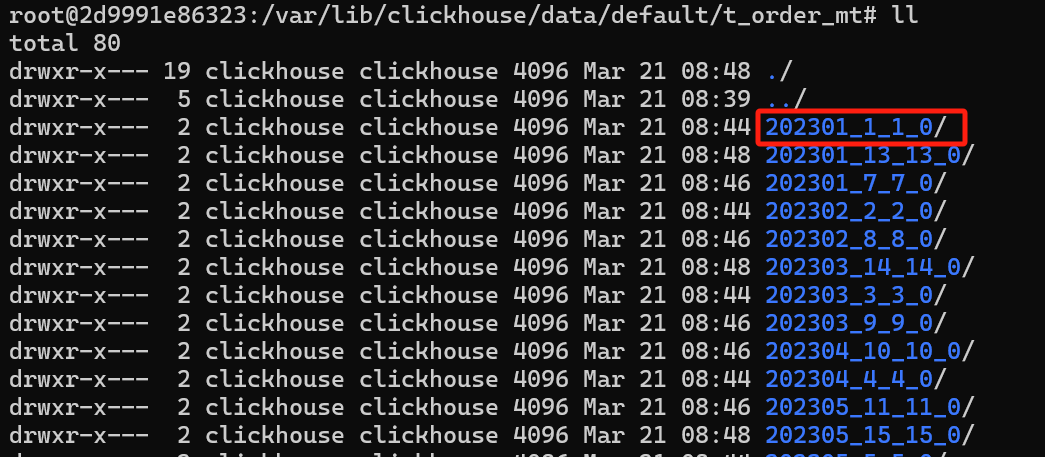 root@2d9991e86323:/var/lib/clickhouse/data/default/t_order_mt# ll
total 80
drwxr-x--- 19 clickhouse clickhouse 4096 Mar 21 08:48 ./
drwxr-x---  5 clickhouse clickhouse 4096 Mar 21 08:39 ../
drwxr-x---  2 clickhouse clickhouse 4096 Mar 21 08:44 202301_1_1_0/
drwxr-x---  2 clickhouse clickhouse 4096 Mar 21 08:48 202301_13_13_0/
drwxr-x---  2 clickhouse clickhouse 4096 Mar 21 08:46 202301_7_7_0/
drwxr-x---  2 clickhouse clickhouse 4096 Mar 21 08:44 202302_2_2_0/
drwxr-x---  2 clickhouse clickhouse 4096 Mar 21 08:46 202302_8_8_0/
drwxr-x---  2 clickhouse clickhouse 4096 Mar 21 08:48 202303_14_14_0/
drwxr-x---  2 clickhouse clickhouse 4096 Mar 21 08:44 202303_3_3_0/
drwxr-x---  2 clickhouse clickhouse 4096 Mar 21 08:46 202303_9_9_0/
drwxr-x---  2 clickhouse clickhouse 4096 Mar 21 08:46 202304_10_10_0/
drwxr-x---  2 clickhouse clickhouse 4096 Mar 21 08:44 202304_4_4_0/
drwxr-x---  2 clickhouse clickhouse 4096 Mar 21 08:46 202305_11_11_0/
drwxr-x---  2 clickhouse clickhouse 4096 Mar 21 08:48 202305_15_15_0/